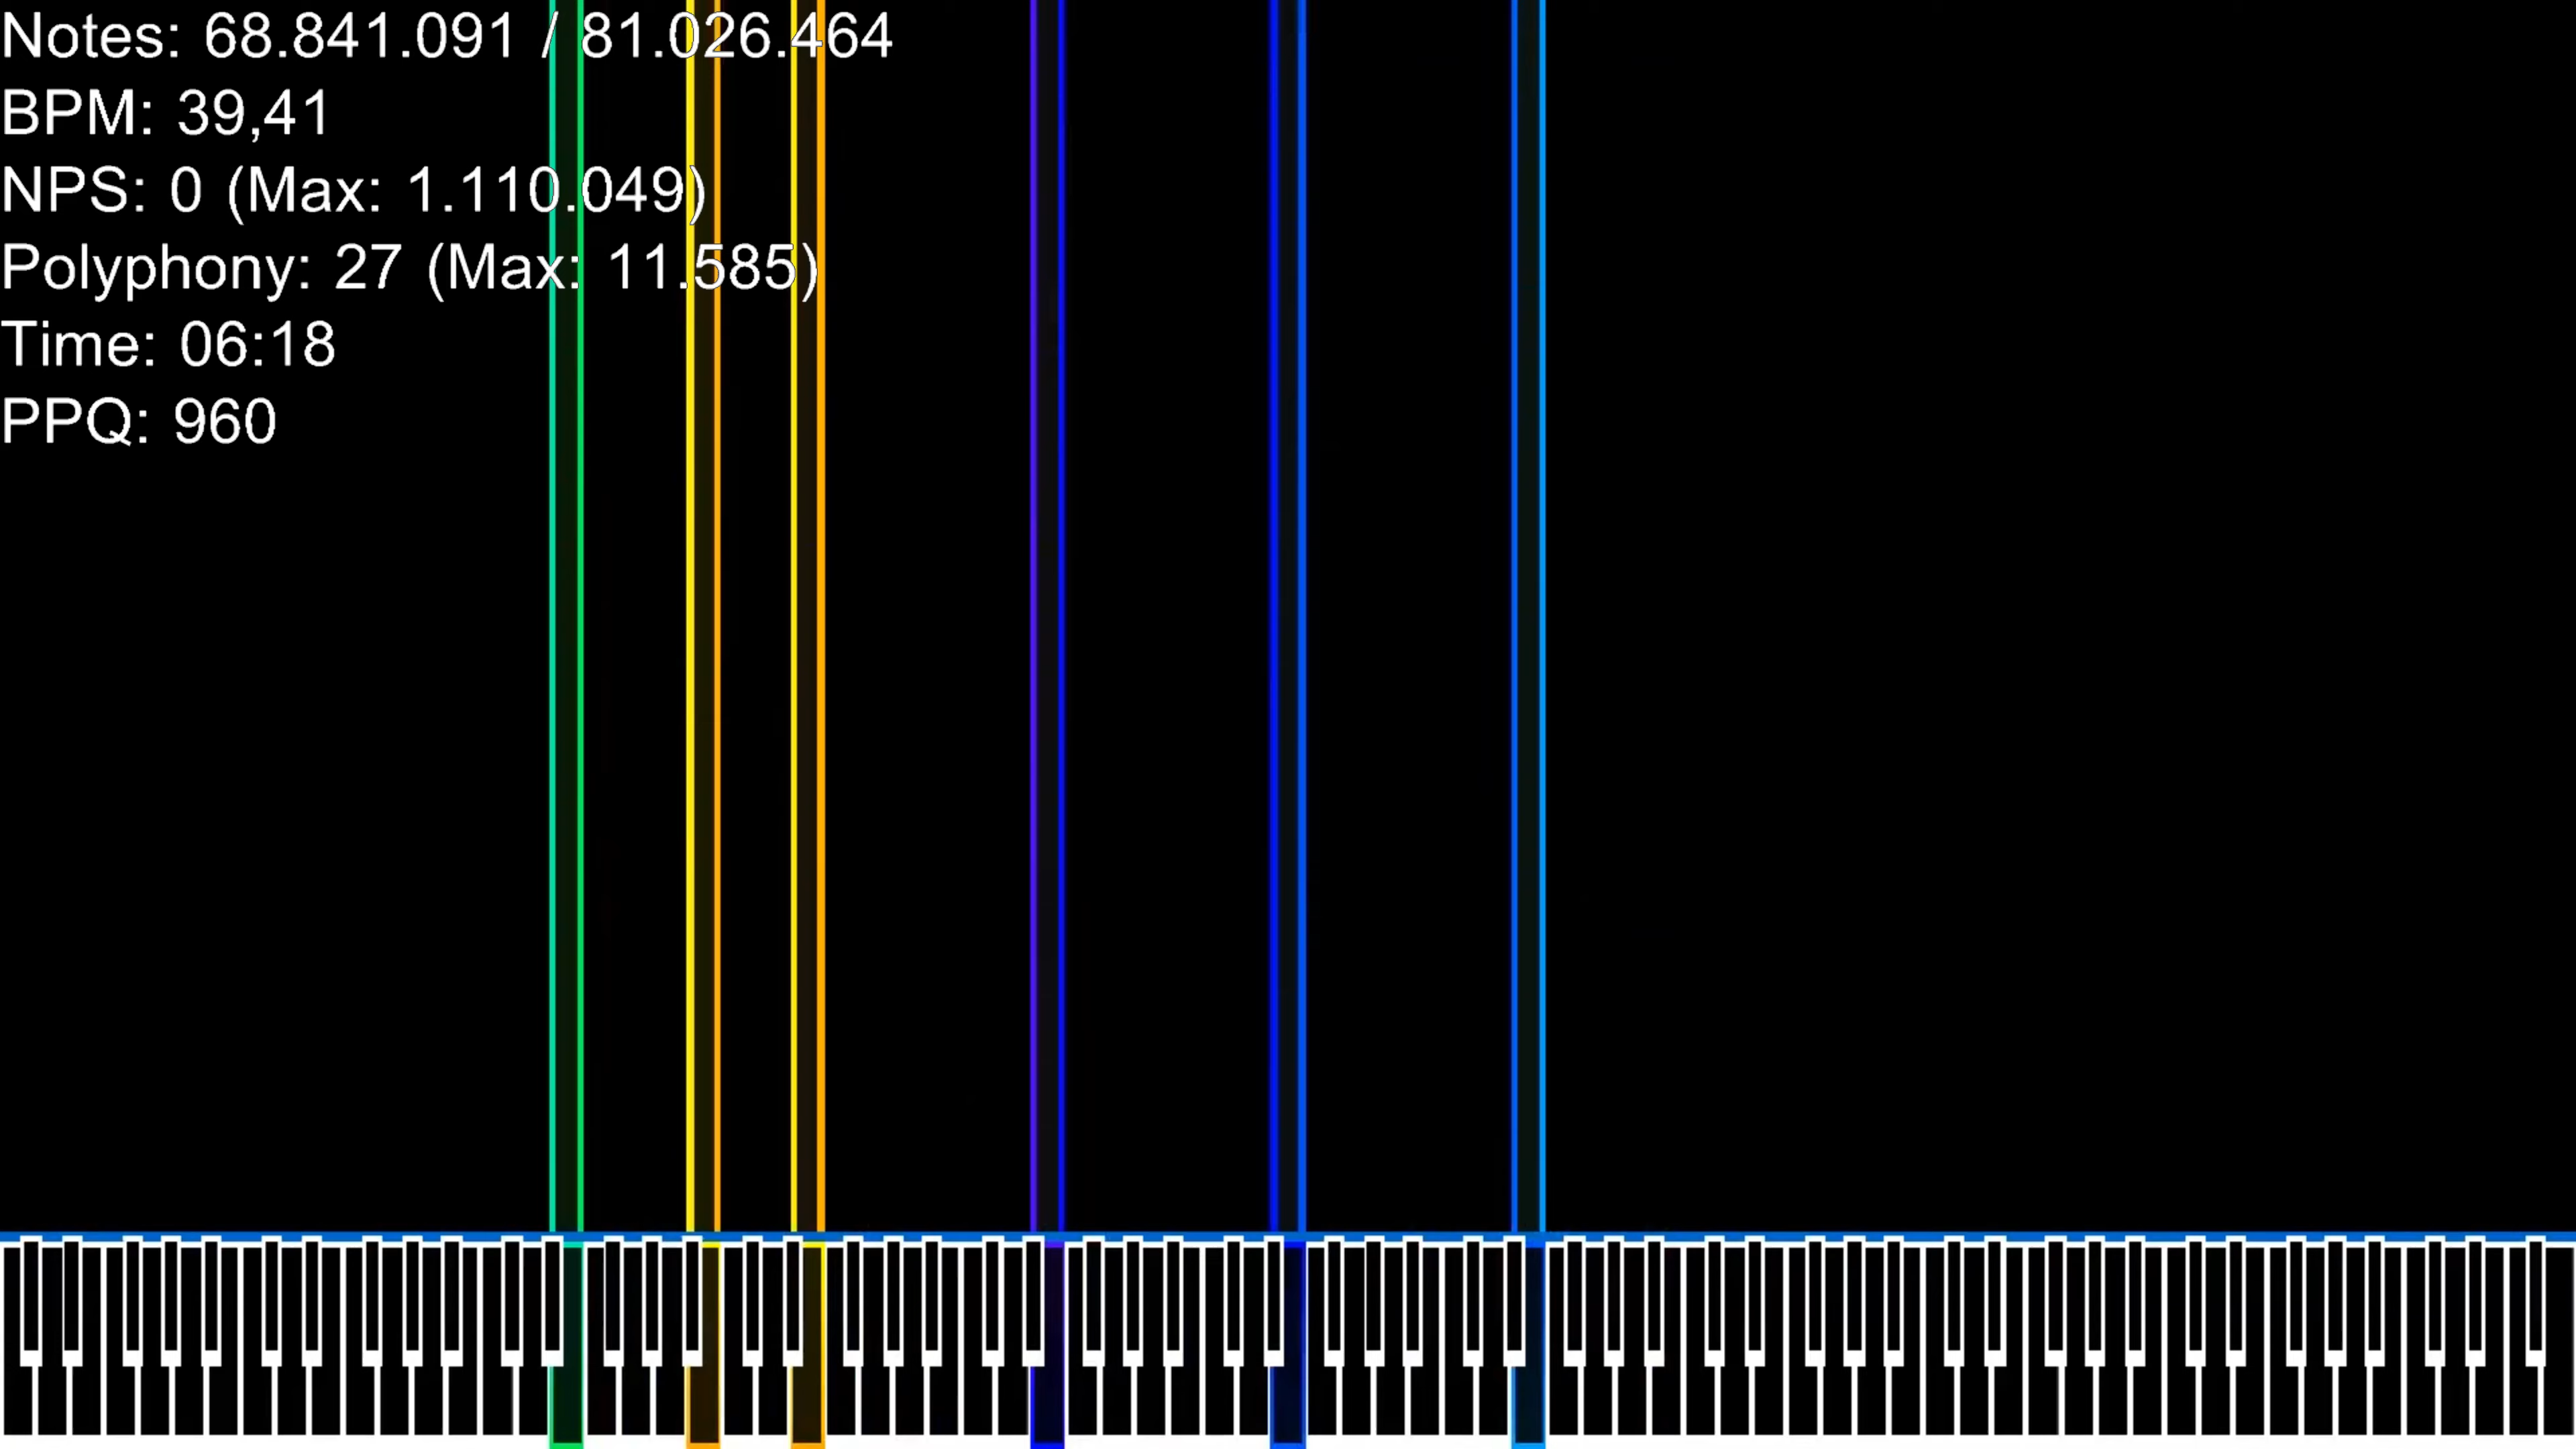 Notes: 68.841.091 / 81.026.464
BPM: 39,41
NPS: 0 (Max: 1.110.049)
Polyphony: 27 (Max: 11.585)
Time: 06:18
PPQ: 960